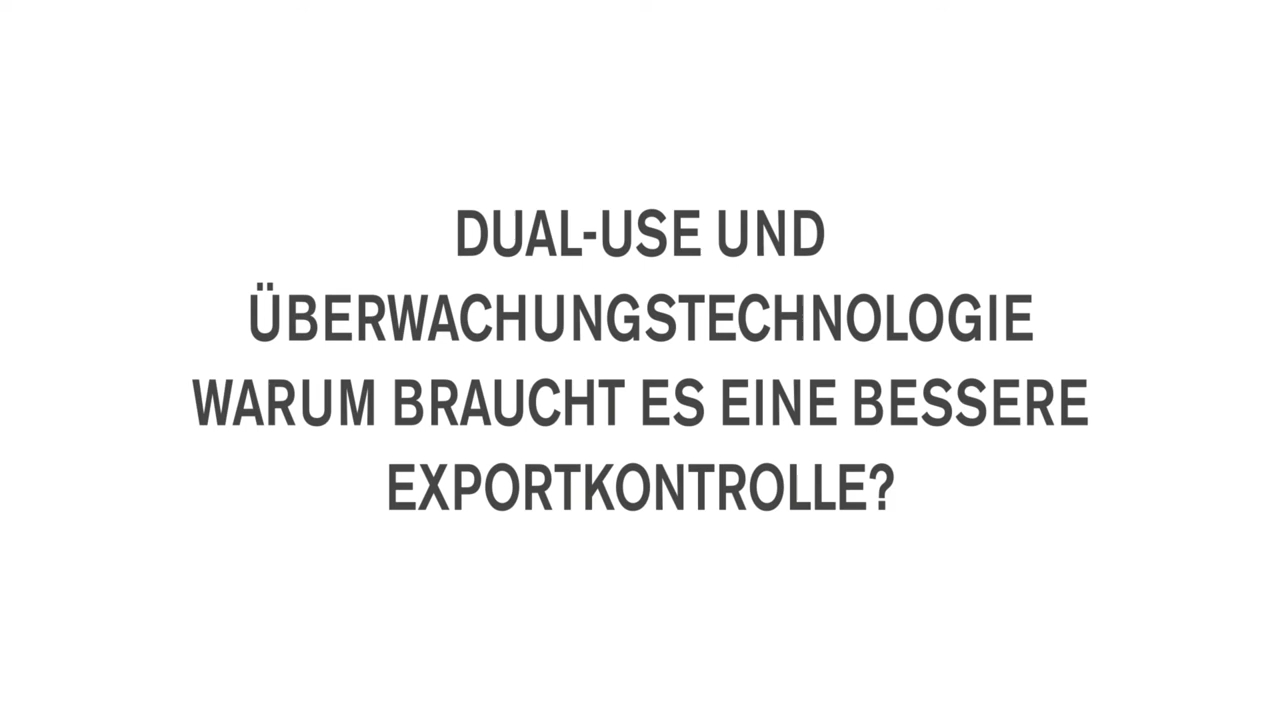 DUAL-USE UND
ÜBERWACHUNGSTECHNOLOGIE
WARUM BRAUCHT ES EINE BESSERE
EXPORTKONTROLLE?